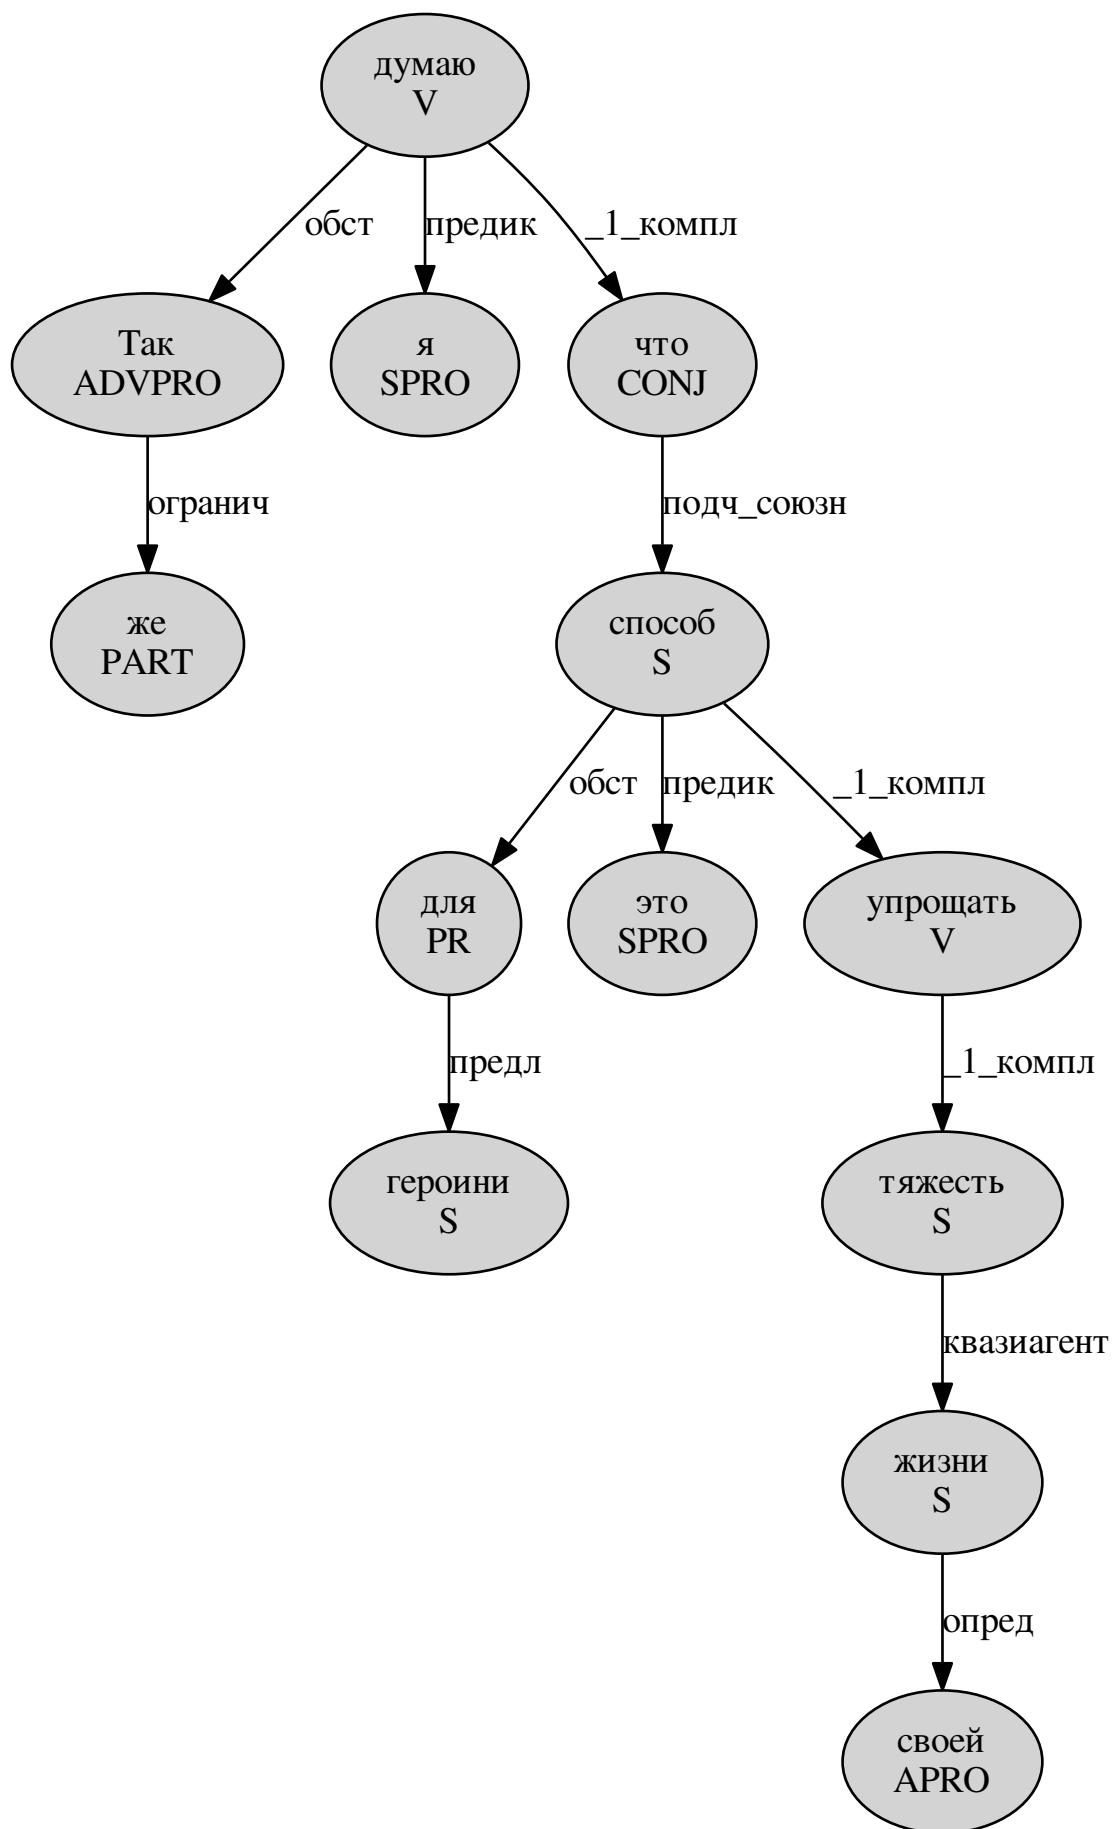 думаю
V
обст
предик
_1_компл
Так
ADVPRO
я
SPRO
что
CONJ
огранич
подч_союзн
же
PART
способ
S
обст
предик
_1_компл
для
PR
это
SPRO
упрощать
V
предл
_1_компл
героини
S
тяжесть
S
квазиагент
жизни
S
опред
своей
APRO